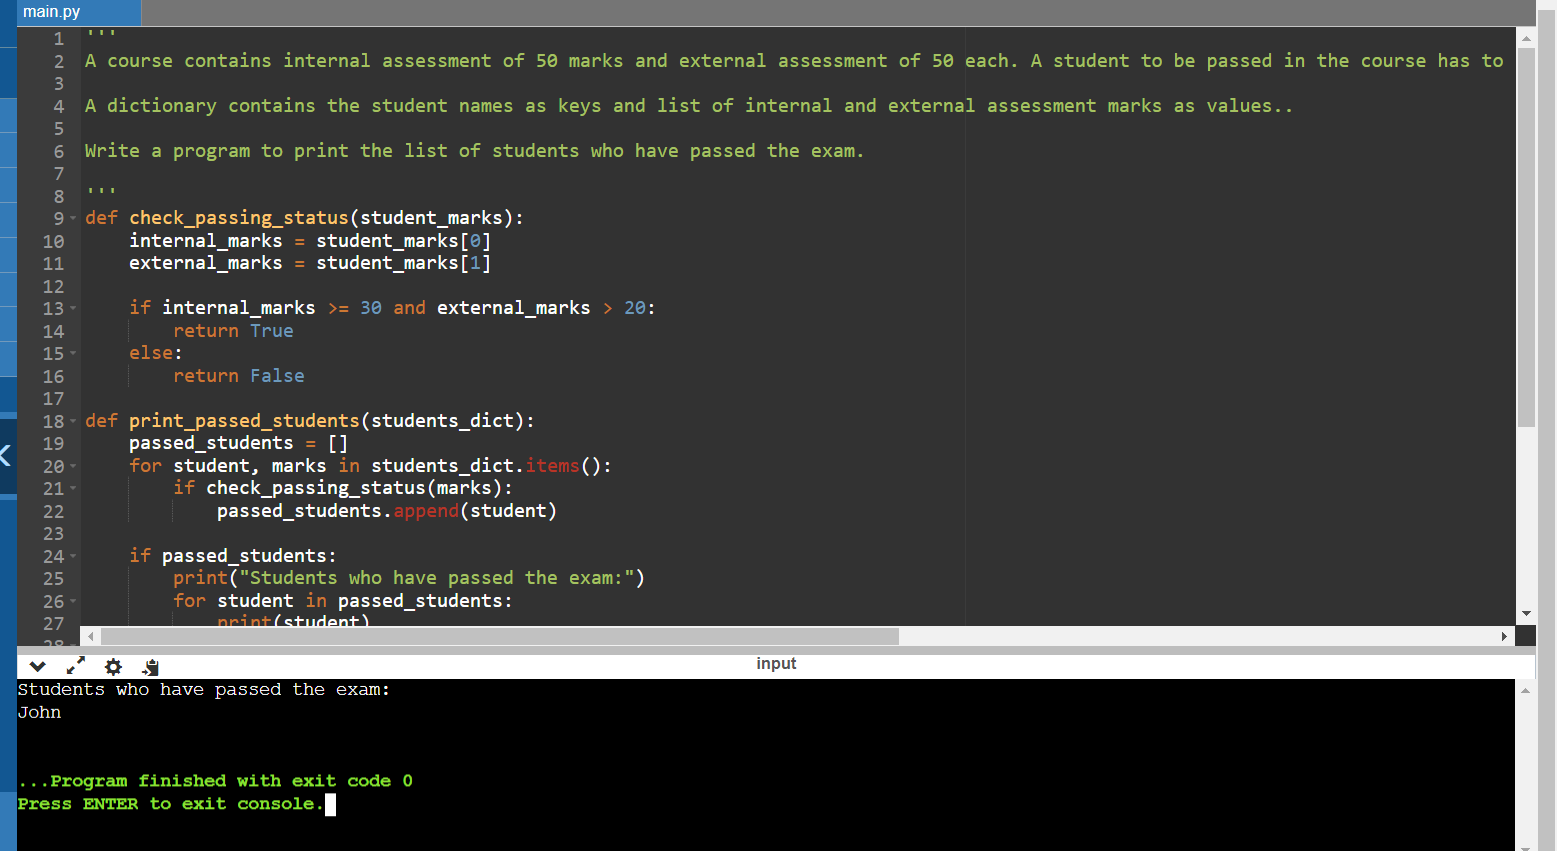 main.py
1 '''
2 A course contains internal assessment of 50 marks and external assessment of 50 each. A student to be passed in the course has to
3
4 A dictionary contains the student names as keys and list of internal and external assessment marks as values..
5
6 Write a program to print the list of students who have passed the exam.
7
8 '''
9 def check_passing_status(student_marks):
10     internal_marks = student_marks[0]
11     external_marks = student_marks[1]
12
13     if internal_marks >= 30 and external_marks > 20:
14         return True
15     else:
16         return False
17
18 def print_passed_students(students_dict):
19     passed_students = []
20     for student, marks in students_dict.items():
21         if check_passing_status(marks):
22             passed_students.append(student)
23
24     if passed_students:
25         print("Students who have passed the exam:")
26         for student in passed_students:
27             print(student)
28
input
Students who have passed the exam:
John
...Program finished with exit code 0
Press ENTER to exit console.